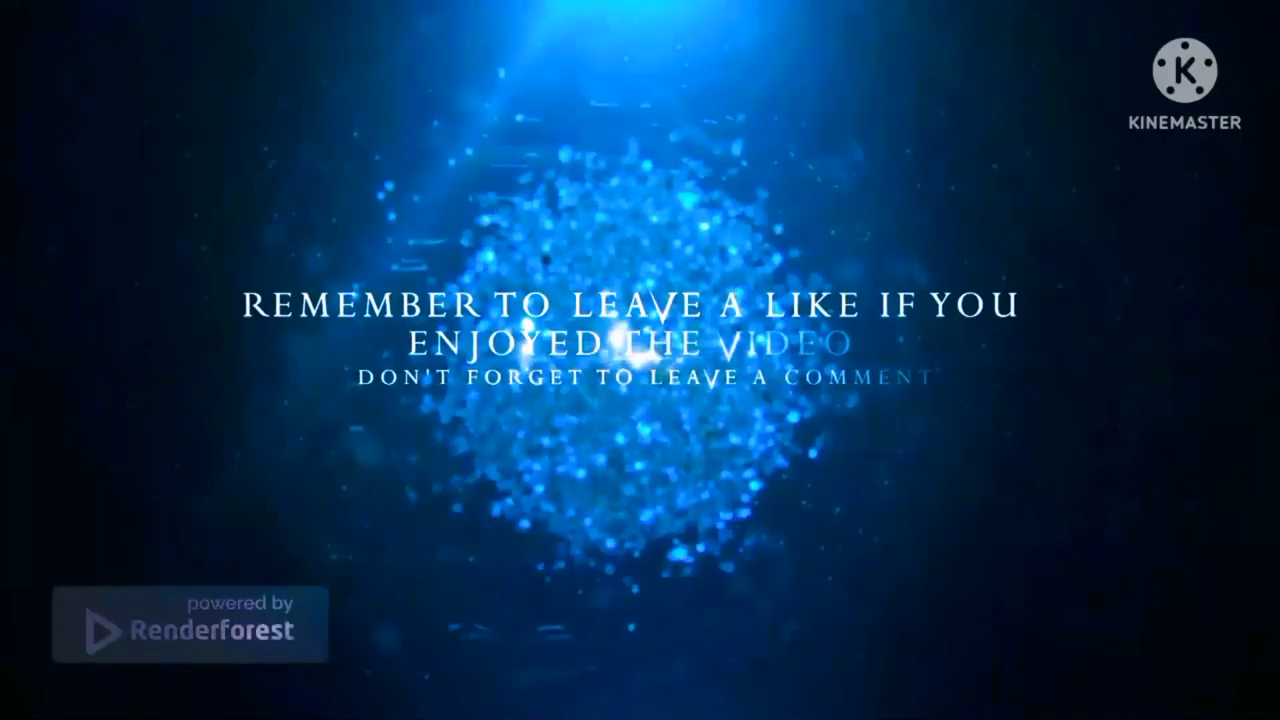 K
KINEMASTER
REMEMBER TO LEAVE A LIKE IF YOU
ENJOYED THE VIDEO
DON'T FORGET TO LEAVE A COMMENT
powered by
Renderforest